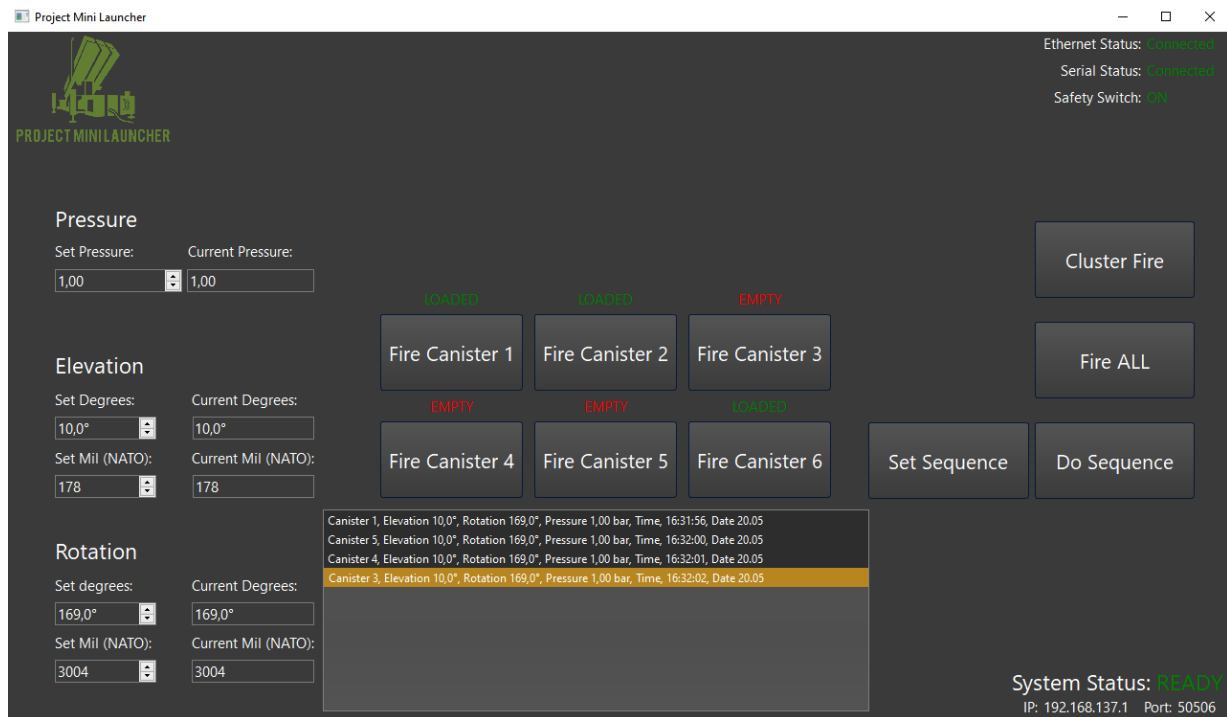 Project Mini Launcher
Ethernet Status: Connected
Serial Status: Connected
Safety Switch: ON
PROJECT MINI LAUNCHER
Pressure
Set Pressure: Current Pressure:
1,00 1,00
Elevation
Set Degrees: Current Degrees:
10,0° 10,0°
Set Mil (NATO): Current Mil (NATO):
178 178
Rotation
Set degrees: Current Degrees:
169,0° 169,0°
Set Mil (NATO): Current Mil (NATO):
3004 3004
LOADED LOADED EMPTY
Fire Canister 1 Fire Canister 2 Fire Canister 3
EMPTY EMPTY LOADED
Fire Canister 4 Fire Canister 5 Fire Canister 6
Cluster Fire
Fire ALL
Set Sequence Do Sequence
Canister 1, Elevation 10,0°, Rotation 169,0°, Pressure 1,00 bar, Time, 16:31:56, Date 20.05
Canister 5, Elevation 10,0°, Rotation 169,0°, Pressure 1,00 bar, Time, 16:32:00, Date 20.05
Canister 4, Elevation 10,0°, Rotation 169,0°, Pressure 1,00 bar, Time, 16:32:01, Date 20.05
Canister 3, Elevation 10,0°, Rotation 169,0°, Pressure 1,00 bar, Time, 16:32:02, Date 20.05
System Status: READY
IP: 192.168.137.1 Port: 50506